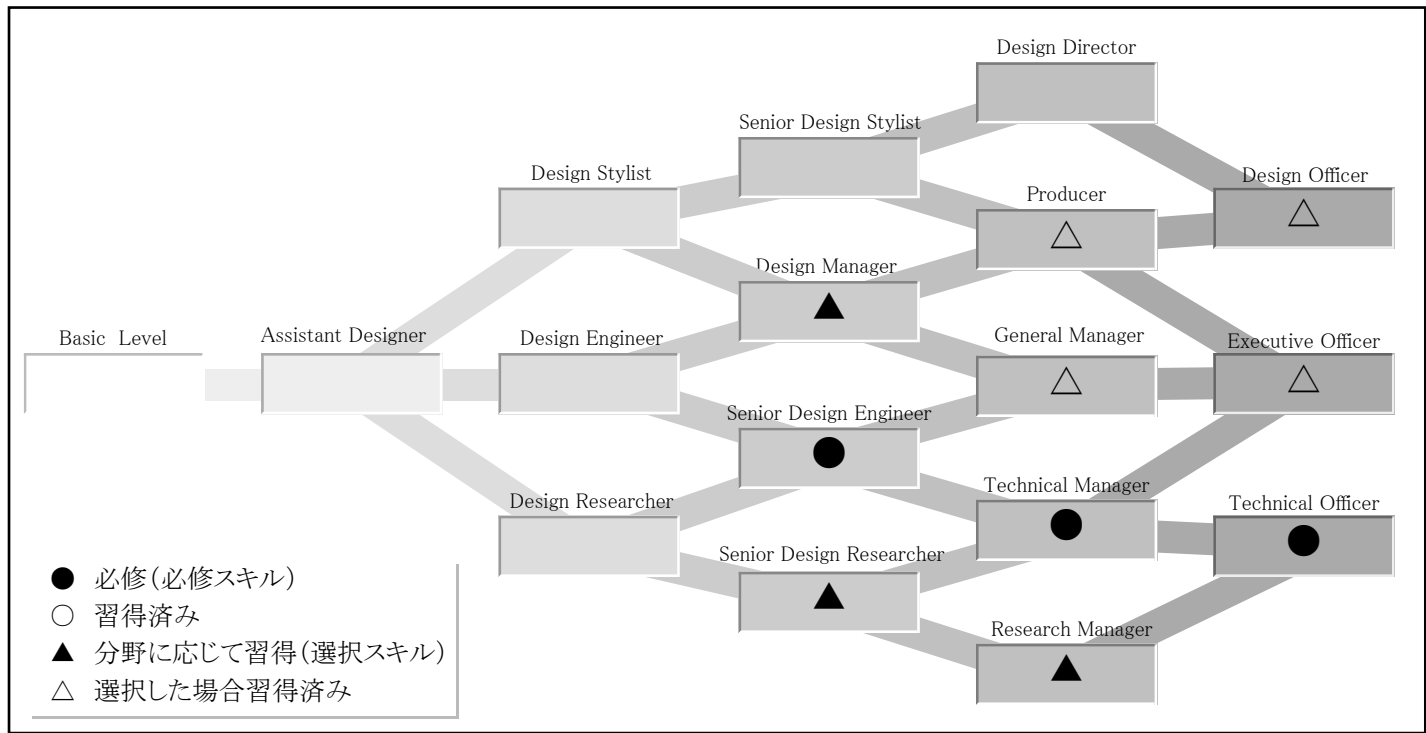 Design Director
Senior Design Stylist
Design Stylist
Design Officer
Producer
△
△
Design Manager
▲
Basic Level
Assistant Designer
Design Engineer
General Manager
Executive Officer
△
△
Senior Design Engineer
●
Technical Manager
●
Design Researcher
Technical Officer
●
Senior Design Researcher
▲
Research Manager
▲
● 必修(必修スキル)
○ 習得済み
▲ 分野に応じて習得(選択スキル)
△ 選択した場合習得済み